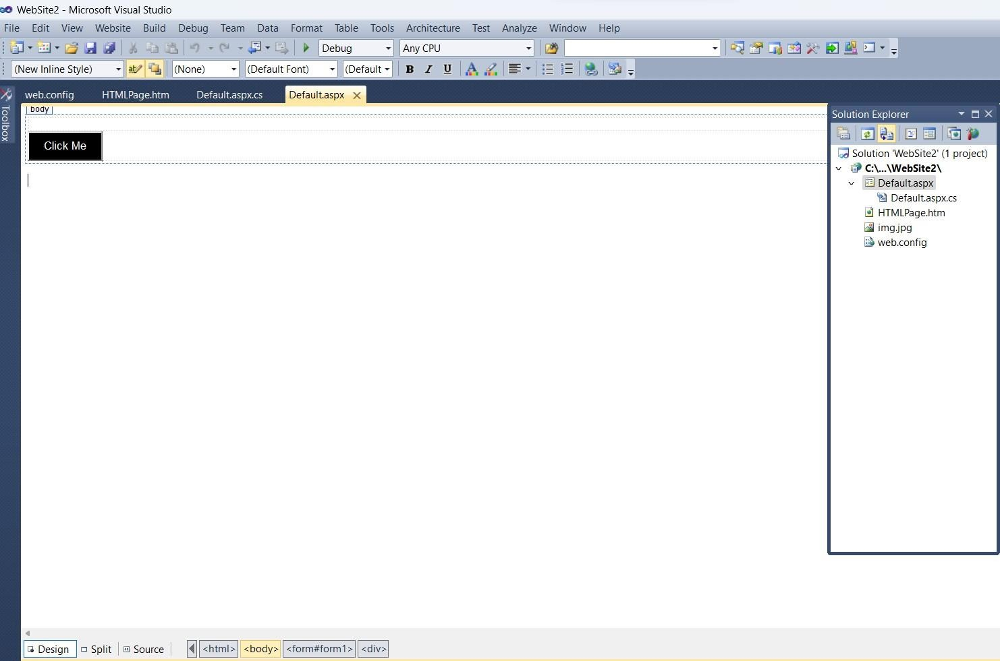 WebSite2 - Microsoft Visual Studio
File Edit View Website Build Debug Team Data Format Table Tools Architecture Test Analyze Window Help
Debug Any CPU
(New Inline Style) (None) (Default Font) (Default B I U A
web.config HTMLPage.htm Default.aspx.cs Default.aspx
Toolbox
body
Click Me
Solution Explorer
Solution 'WebSite2' (1 project)
C:\...\WebSite2\
Default.aspx
Default.aspx.cs
HTMLPage.htm
img.jpg
web.config
Design Split Source <html> <body> <form#form1> <div>